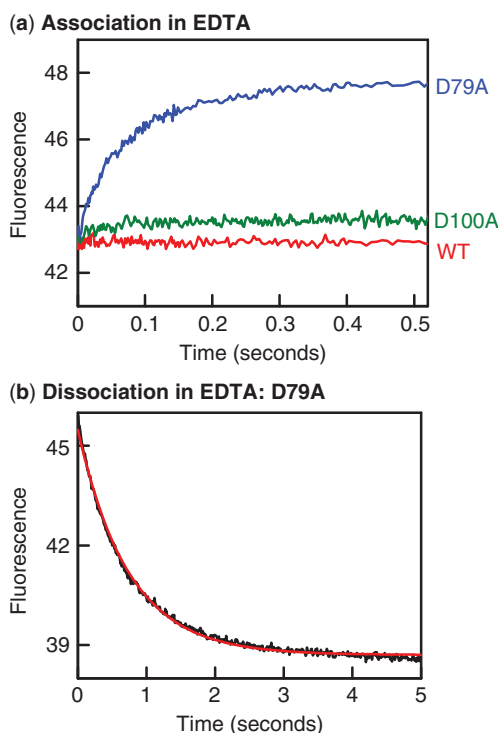 (a) Association in EDTA
48
46
44
42
Fluorescence
D79A
D100A
WT
0 0.1 0.2 0.3 0.4 0.5
Time (seconds)
(b) Dissociation in EDTA: D79A
45
42
39
Fluorescence
0 1 2 3 4 5
Time (seconds)